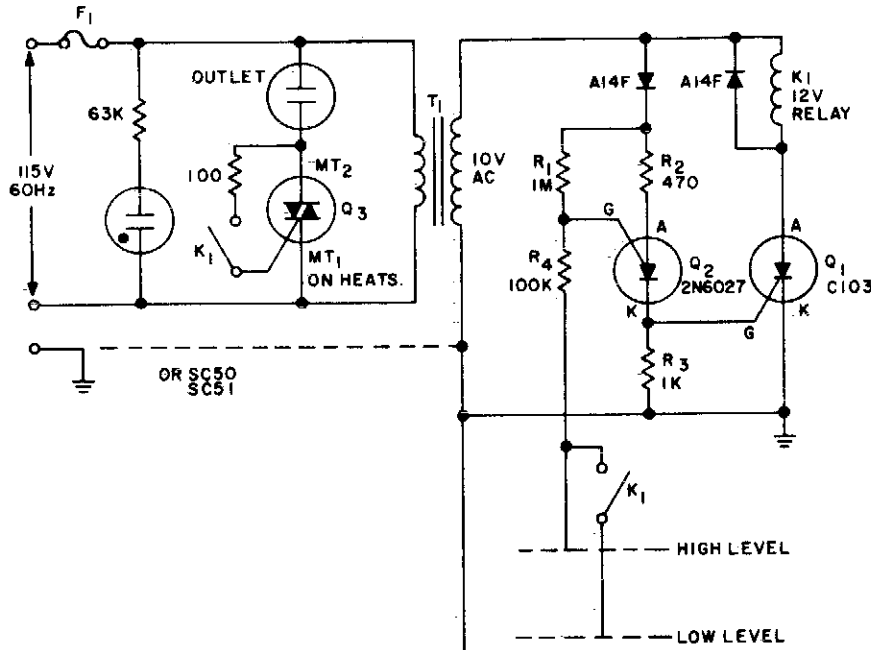 F1
OUTLET
63K
115V
60Hz
100
MT2
Q3
K1
MT1
ON HEATS.
OR SC50
SC51
T1
10V
AC
A14F
A14F
K1
12V
RELAY
R1
1M
R2
470
G
A
A
R4
100K
Q2
2N6027
Q1
C103
K
G
K
R3
1K
K1
HIGH LEVEL
LOW LEVEL